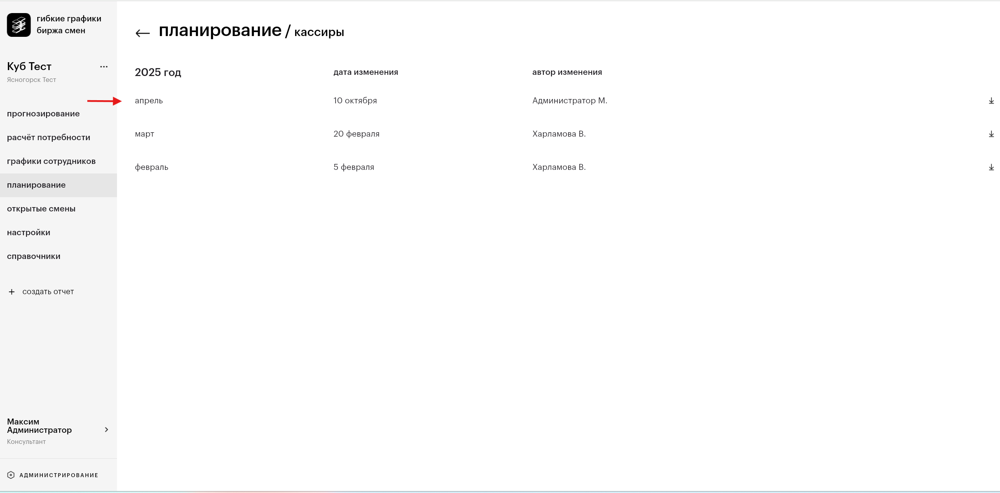 гибкие графики
биржа смен
Куб Тест
Ясногорск Тест
прогнозирование
расчёт потребности
графики сотрудников
планирование
открытые смены
настройки
справочники
+ создать отчет
Максим
Администратор
Консультант
АДМИНИСТРИРОВАНИЕ
планирование / кассиры
2025 год дата изменения автор изменения
апрель 10 октября Администратор М.
март 20 февраля Харламова В.
февраль 5 февраля Харламова В.